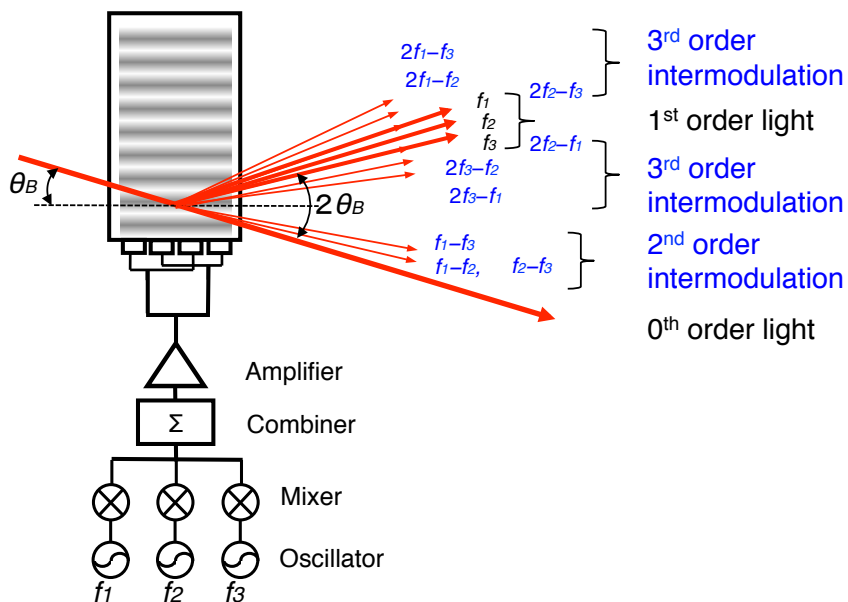 2f1–f3
2f1–f2
3rd order
intermodulation
f1
f2
f3
2f2–f3
2f2–f1
1st order light
2f3–f2
2f3–f1
3rd order
intermodulation
θB
2θB
f1–f3
f1–f2,
f2–f3
2nd order
intermodulation
0th order light
Amplifier
Σ
Combiner
Mixer
Oscillator
f1
f2
f3